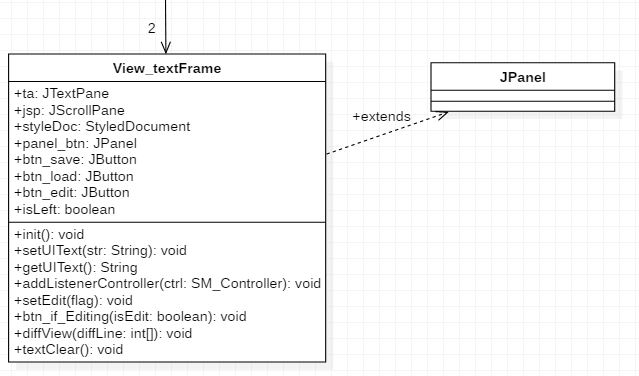 2
View_textFrame
+ta: JTextPane
+jsp: JScrollPane
+styleDoc: StyledDocument
+panel_btn: JPanel
+btn_save: JButton
+btn_load: JButton
+btn_edit: JButton
+isLeft: boolean
+init(): void
+setUIText(str: String): void
+getUIText(): String
+addListenerController(ctrl: SM_Controller): void
+setEdit(flag): void
+btn_if_Editing(isEdit: boolean): void
+diffView(diffLine: int[]): void
+textClear(): void
+extends
JPanel